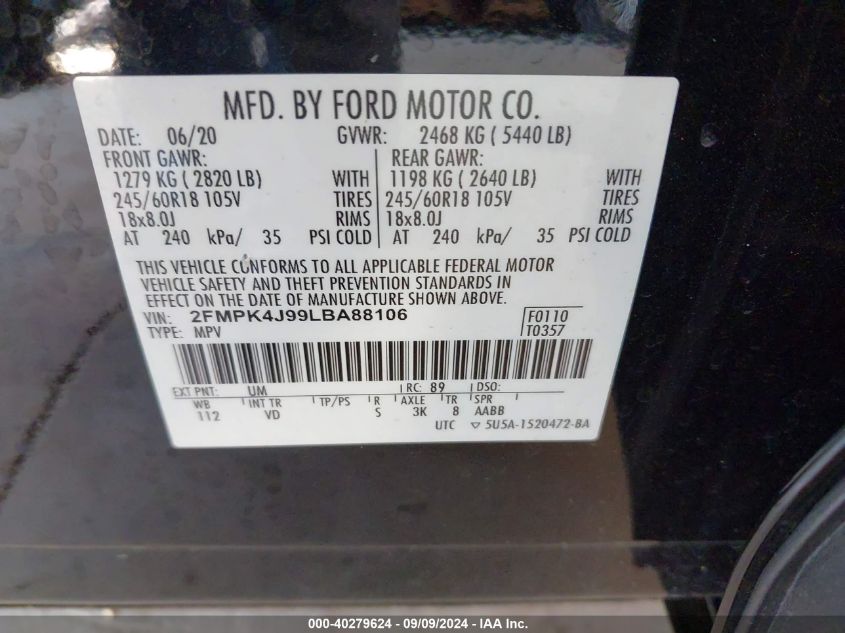 MFD. BY FORD MOTOR CO.
DATE: 06/20 GVWR: 2468 KG ( 5440 LB)
FRONT GAWR: REAR GAWR:
1279 KG ( 2820 LB) WITH 1198 KG ( 2640 LB) WITH
245/60R18 105V TIRES 245/60R18 105V TIRES
18x8.0J RIMS 18x8.0J RIMS
AT 240 kPa/ 35 PSI COLD AT 240 kPa/ 35 PSI COLD
THIS VEHICLE CONFORMS TO ALL APPLICABLE FEDERAL MOTOR
VEHICLE SAFETY AND THEFT PREVENTION STANDARDS IN
EFFECT ON THE DATE OF MANUFACTURE SHOWN ABOVE.
VIN: 2FMPK4J99LBA88106 F0110
TYPE: MPV T0357
EXT PNT: UM RC: 89 DSO:
WB INT TR TP/PS R AXLE TR SPR
112 VD S 3K 8 AABB
UTC ▽ 5U5A-1520472-BA
000-40279624 - 09/09/2024 - IAA Inc.